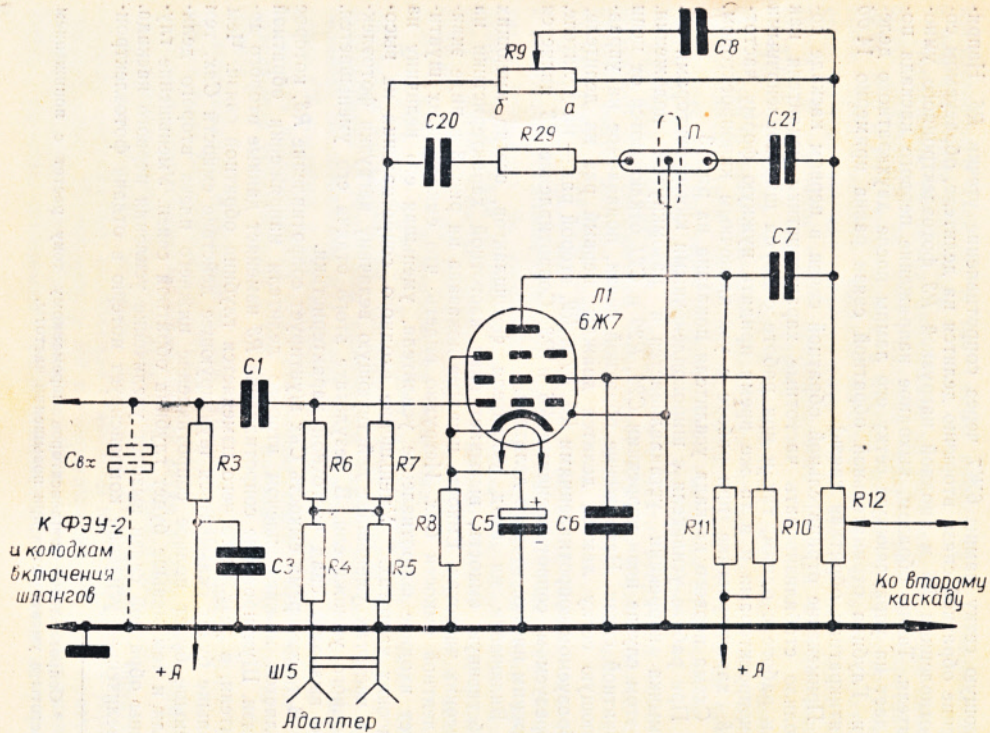 R9
C8
б
а
C20
R29
П
C21
C7
Л1
6Ж7
C1
Cвх
R3
R6
R7
К ФЭУ-2
и колодкам
включения
шлангов
C3
R4
R5
R8
C5
+
-
C6
R11
R10
R12
Ко второму
каскаду
+А
Ш5
+А
Адаптер